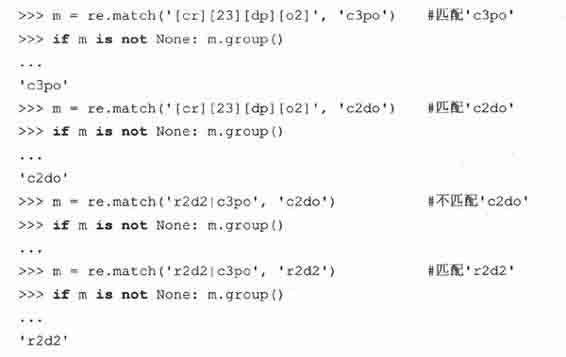 >>> m = re.match('[cr][23][dp][o2]', 'c3po') #匹配'c3po'
>>> if m is not None: m.group()
...
'c3po'
>>> m = re.match('[cr][23][dp][o2]', 'c2do') #匹配'c2do'
>>> if m is not None: m.group()
...
'c2do'
>>> m = re.match('r2d2|c3po', 'c2do') #不匹配'c2do'
>>> if m is not None: m.group()
...
>>> m = re.match('r2d2|c3po', 'r2d2') #匹配'r2d2'
>>> if m is not None: m.group()
...
'r2d2'